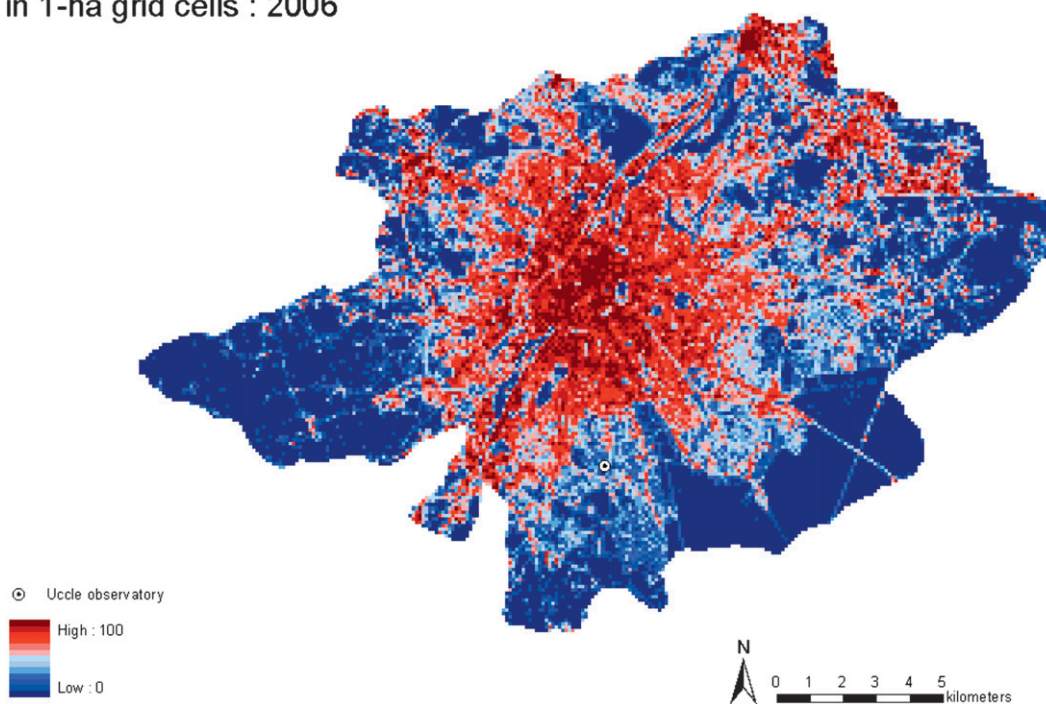 in 1-ha grid cells : 2006
Uccle observatory
High : 100
Low : 0
N
0 1 2 3 4 5
kilometers